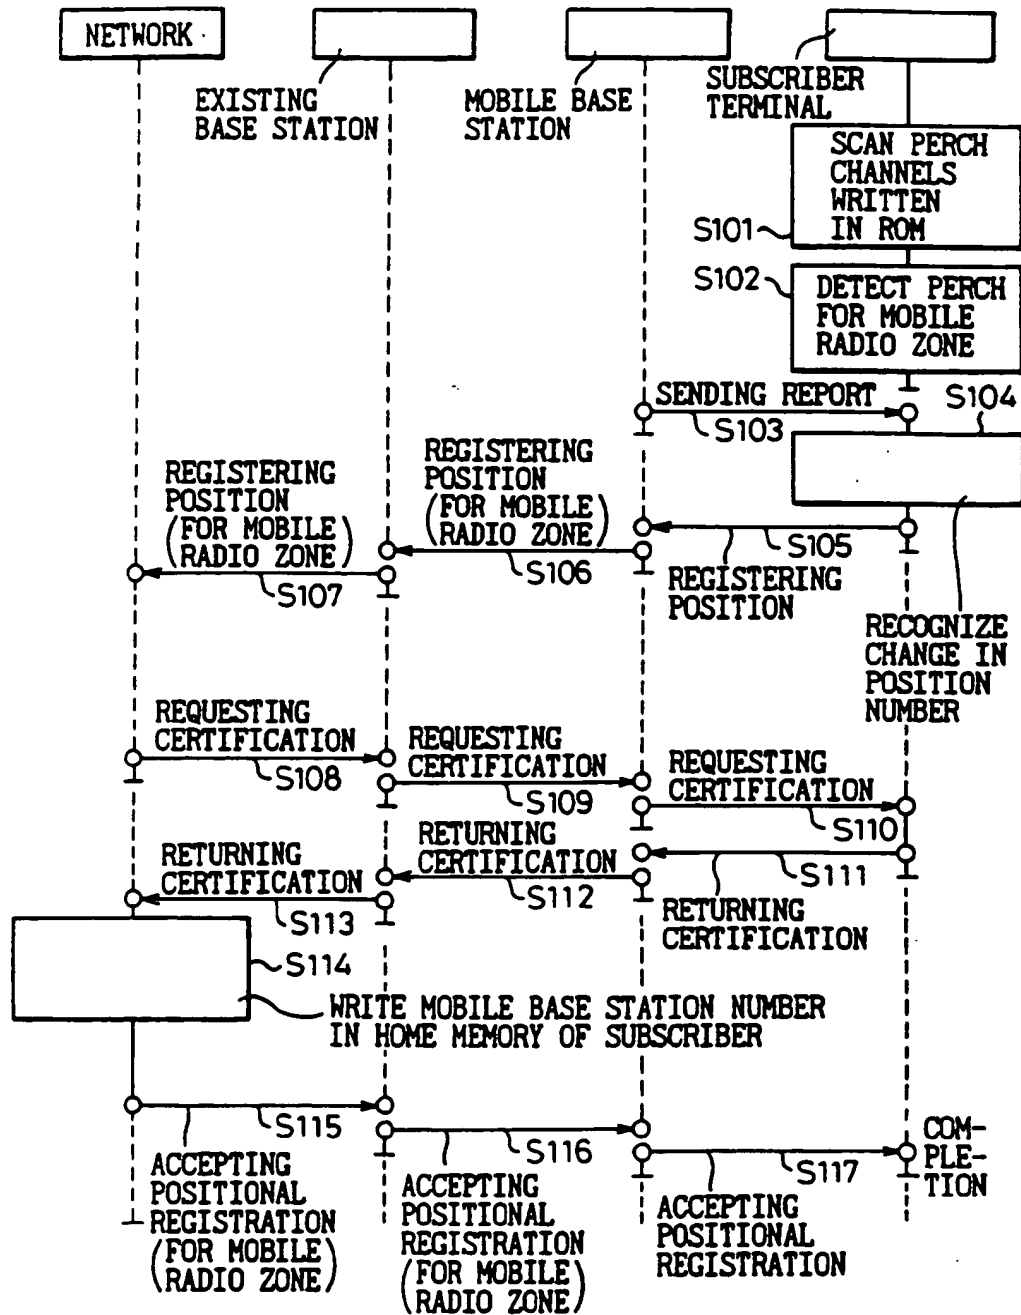 NETWORK
EXISTING
BASE STATION
MOBILE BASE
STATION
SUBSCRIBER
TERMINAL
SCAN PERCH
CHANNELS
WRITTEN
IN ROM
S101
S102
DETECT PERCH
FOR MOBILE
RADIO ZONE
SENDING REPORT
S103
S104
REGISTERING
POSITION
(FOR MOBILE)
(RADIO ZONE)
S107
REGISTERING
POSITION
(FOR MOBILE)
(RADIO ZONE)
S106
S105
REGISTERING
POSITION
RECOGNIZE
CHANGE IN
POSITION
NUMBER
REQUESTING
CERTIFICATION
S108
REQUESTING
CERTIFICATION
S109
REQUESTING
CERTIFICATION
S110
RETURNING
CERTIFICATION
S113
RETURNING
CERTIFICATION
S112
S111
RETURNING
CERTIFICATION
S114
WRITE MOBILE BASE STATION NUMBER
IN HOME MEMORY OF SUBSCRIBER
S115
ACCEPTING
POSITIONAL
REGISTRATION
(FOR MOBILE)
(RADIO ZONE)
S116
ACCEPTING
POSITIONAL
REGISTRATION
(FOR MOBILE)
(RADIO ZONE)
S117
ACCEPTING
POSITIONAL
REGISTRATION
COM-
PLE-
TION